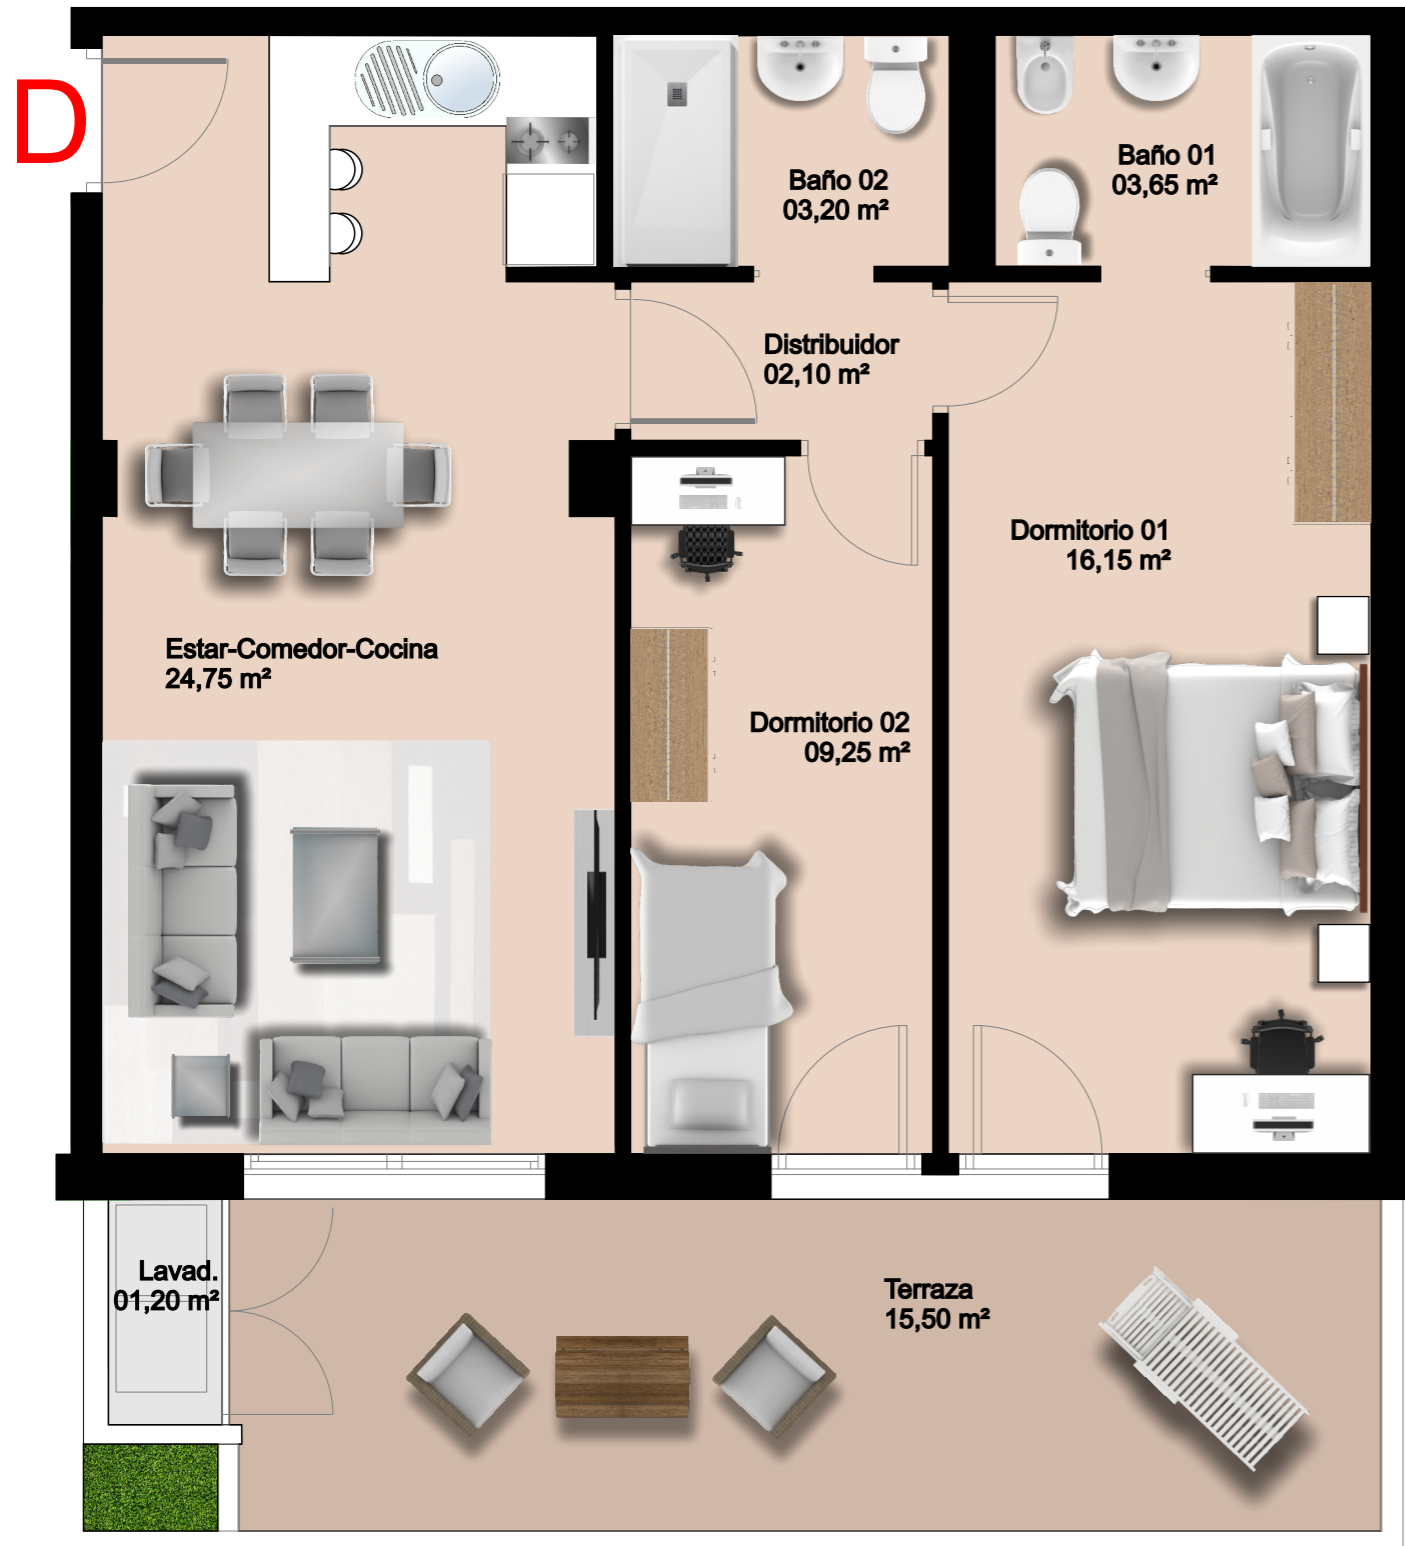 D
Baño 02
03,20 m²
Baño 01
03,65 m²
Distribuidor
02,10 m²
Dormitorio 01
16,15 m²
Estar-Comedor-Cocina
24,75 m²
Dormitorio 02
09,25 m²
Lavad.
01,20 m²
Terraza
15,50 m²